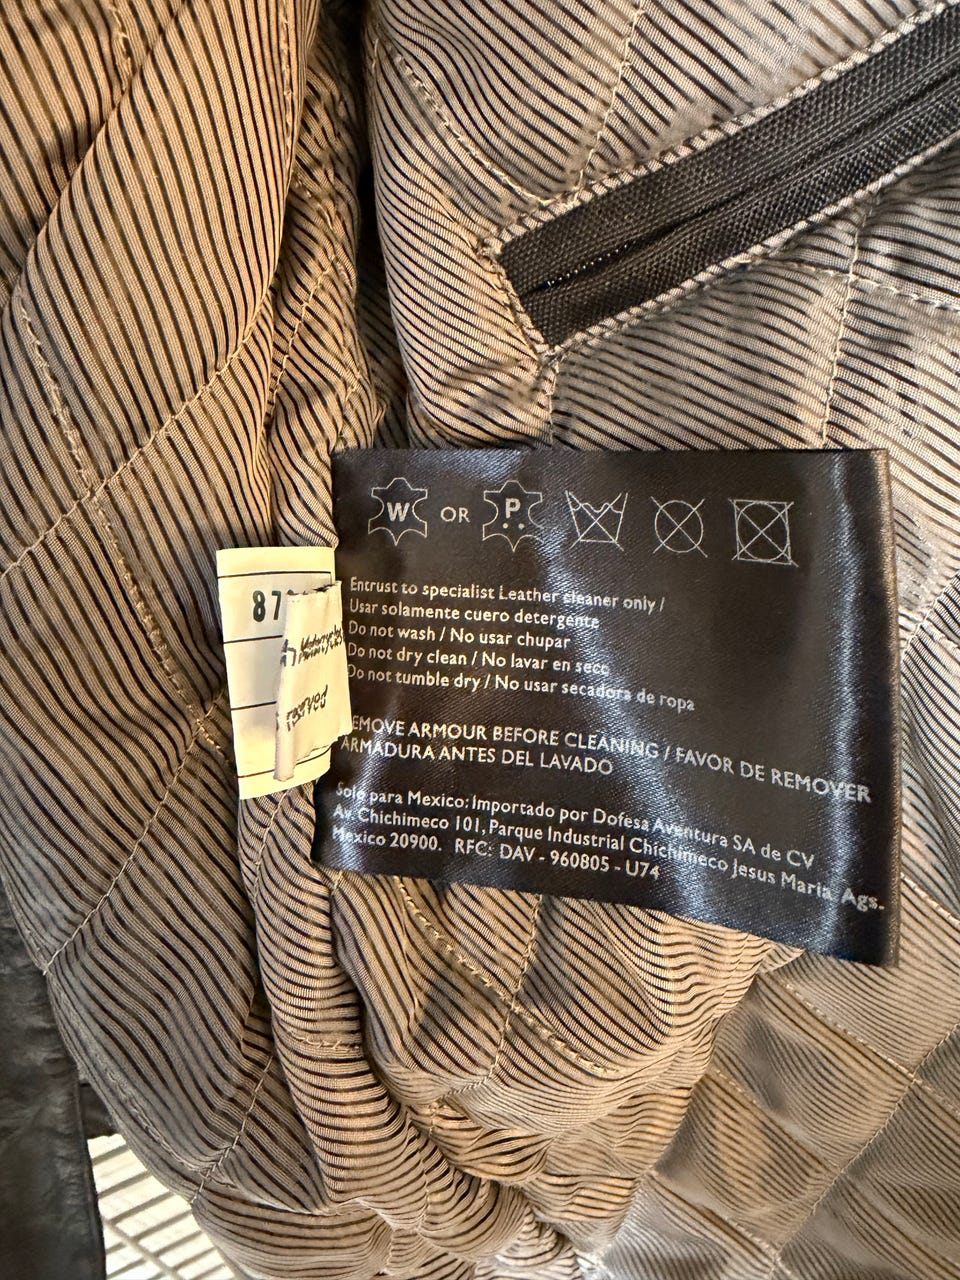 W OR P
Entrust to specialist Leather cleaner only /
Usar solamente cuero detergente
Do not wash / No usar chupar
Do not dry clean / No lavar en seco
Do not tumble dry / No usar secadora de ropa
EMOVE ARMOUR BEFORE CLEANING / FAVOR DE REMOVER
ARMADURA ANTES DEL LAVADO
Solo para Mexico: Importado por Dofesa Aventura SA de CV
Av. Chichimeco 101, Parque Industrial Chichimeco Jesus Maria, Ags.
Mexico 20900. RFC: DAV - 960805 - U74
87
reserved